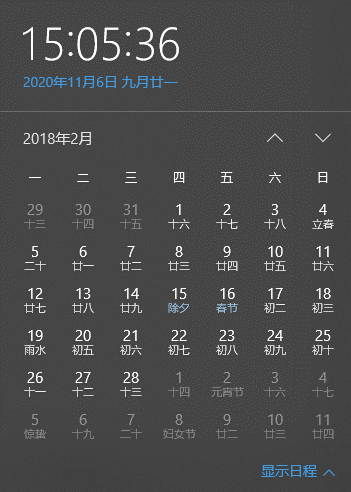 15:05:36
2020年11月6日 九月廿一
2018年2月
一 二 三 四 五 六 日
29 30 31 1 2 3 4
十三 十四 十五 十六 十七 十八 立春
5 6 7 8 9 10 11
二十 廿一 廿二 廿三 廿四 廿五 廿六
12 13 14 15 16 17 18
廿七 廿八 廿九 除夕 春节 初二 初三
19 20 21 22 23 24 25
雨水 初五 初六 初七 初八 初九 初十
26 27 28 1 2 3 4
十一 十二 十三 十四 元宵节 十六 十七
5 6 7 8 9 10 11
惊蛰 十九 二十 妇女节 廿二 廿三 廿四
显示日程